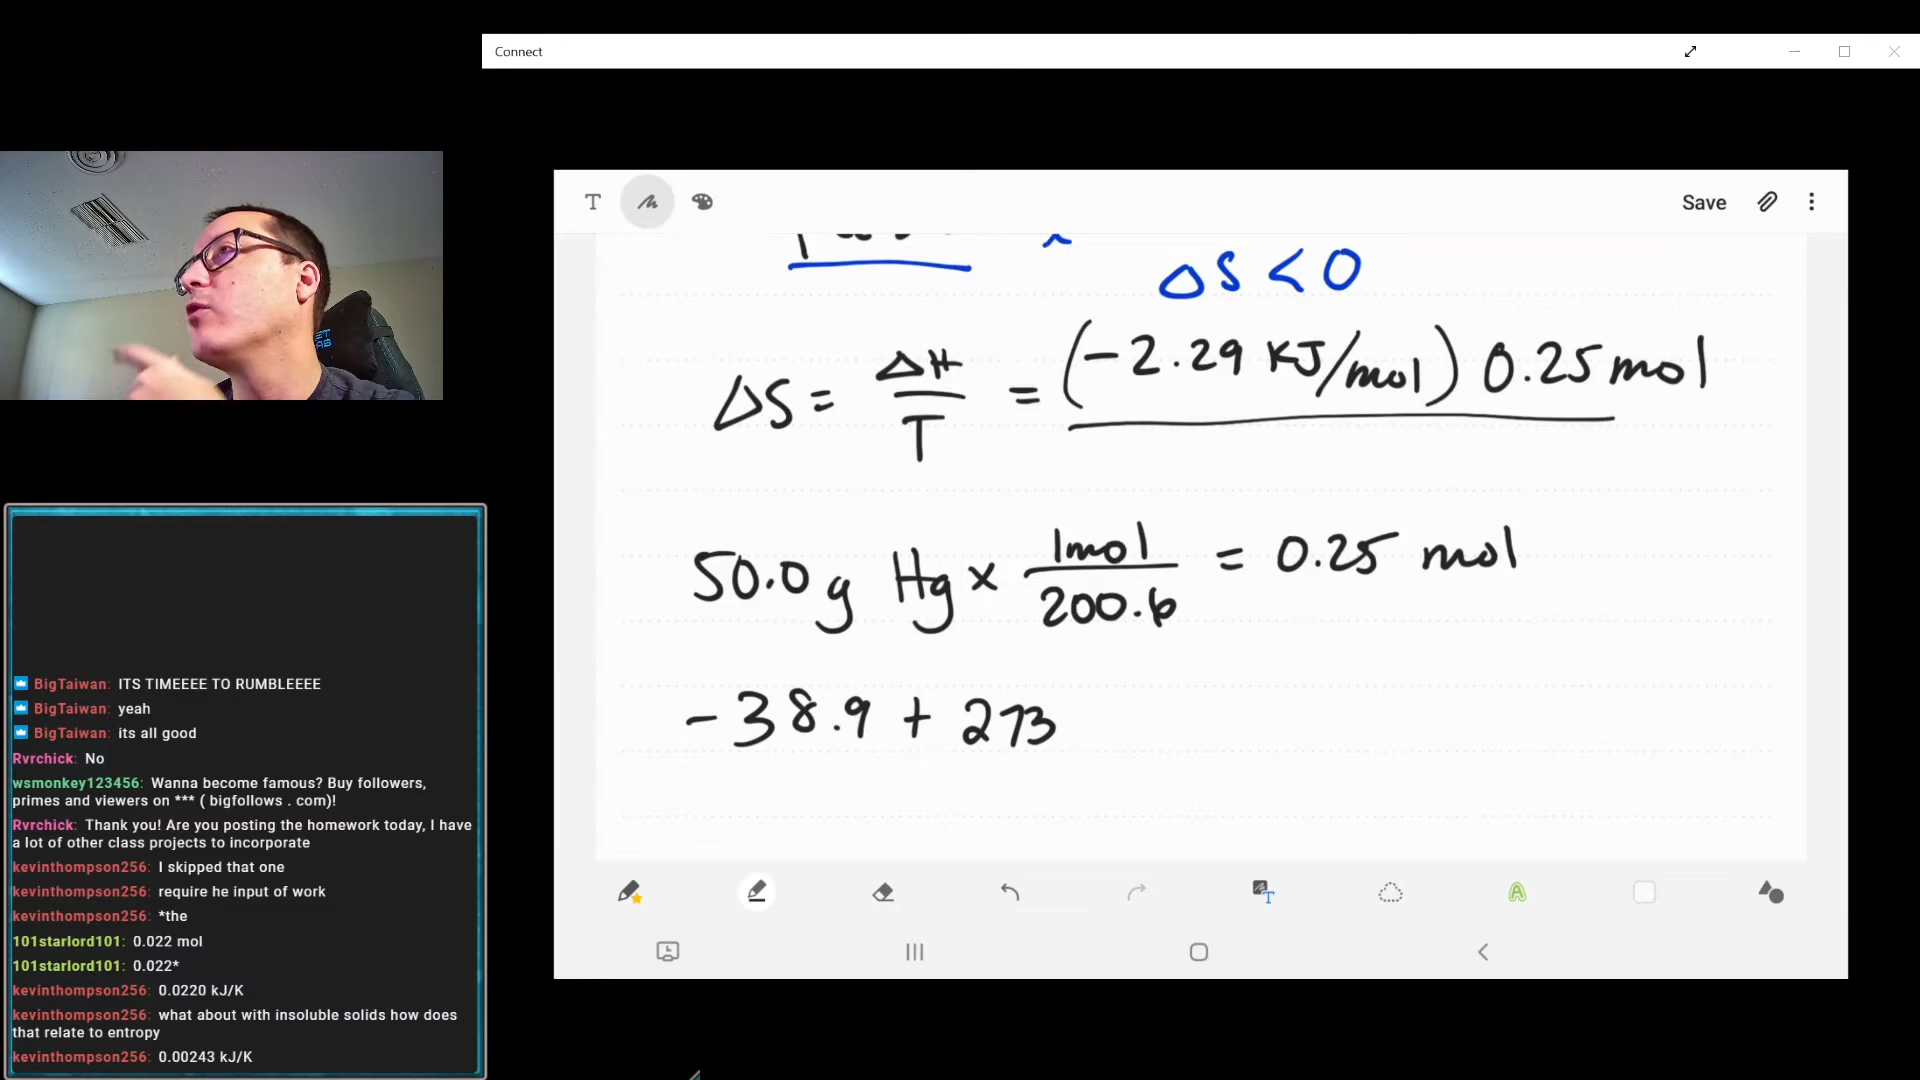 Connect
Save
ΔS < 0
ΔS = ΔH / T = (-2.29 KJ/mol) 0.25 mol
50.0 g Hg x 1mol / 200.6 = 0.25 mol
-38.9 + 273
BigTaiwan: ITS TIMEEEE TO RUMBLEEEE
BigTaiwan: yeah
BigTaiwan: its all good
Rvrchick: No
wsmonkey123456: Wanna become famous? Buy followers,
primes and viewers on *** ( bigfollows . com)!
Rvrchick: Thank you! Are you posting the homework today, I have
a lot of other class projects to incorporate
kevinthompson256: I skipped that one
kevinthompson256: require he input of work
kevinthompson256: *the
101starlord101: 0.022 mol
101starlord101: 0.022*
kevinthompson256: 0.0220 kJ/K
kevinthompson256: what about with insoluble solids how does
that relate to entropy
kevinthompson256: 0.00243 kJ/K